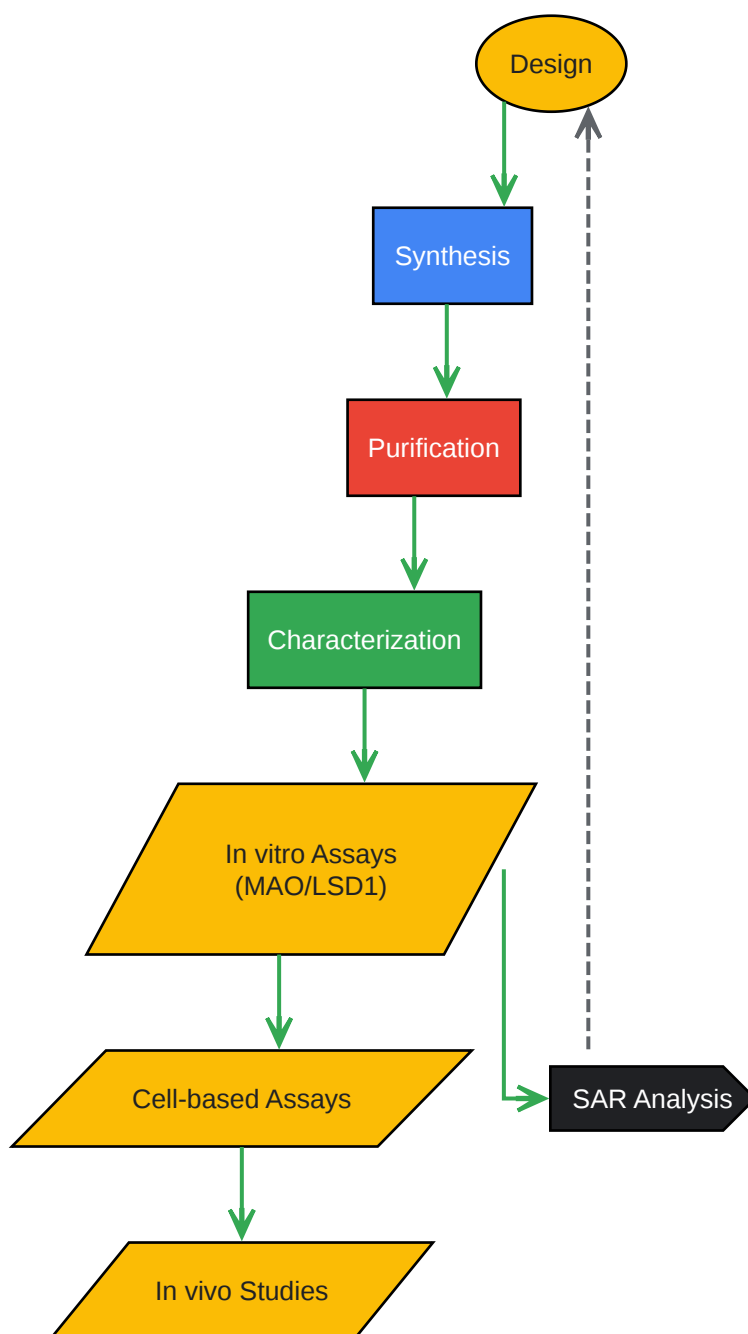 Design
Synthesis
Purification
Characterization
In vitro Assays
(MAO/LSD1)
Cell-based Assays
SAR Analysis
In vivo Studies